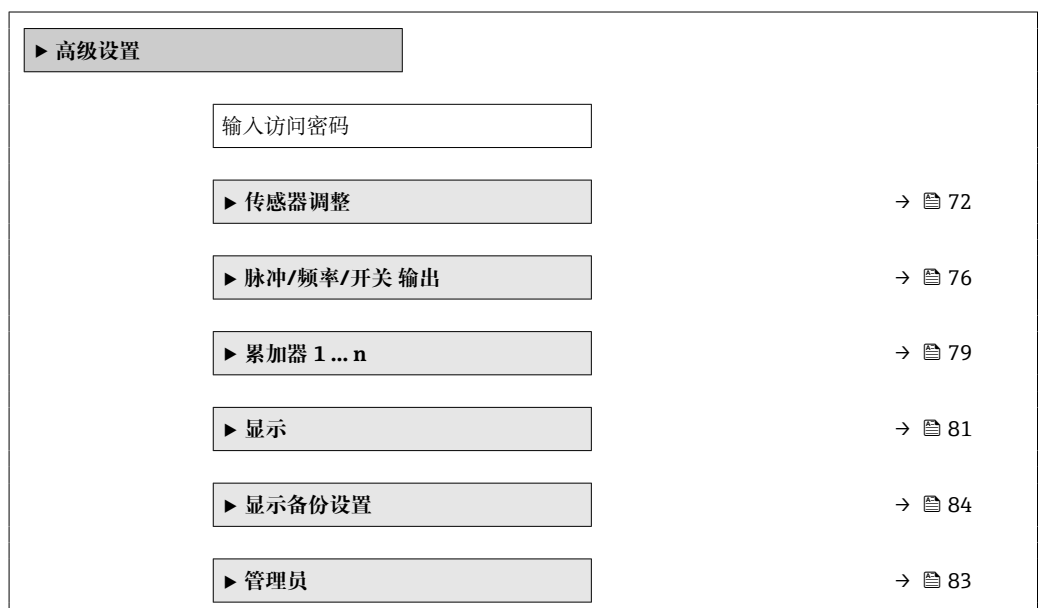 ▶ 高级设置
输入访问密码
▶ 传感器调整 → 72
▶ 脉冲/频率/开关 输出 → 76
▶ 累加器 1 ... n → 79
▶ 显示 → 81
▶ 显示备份设置 → 84
▶ 管理员 → 83